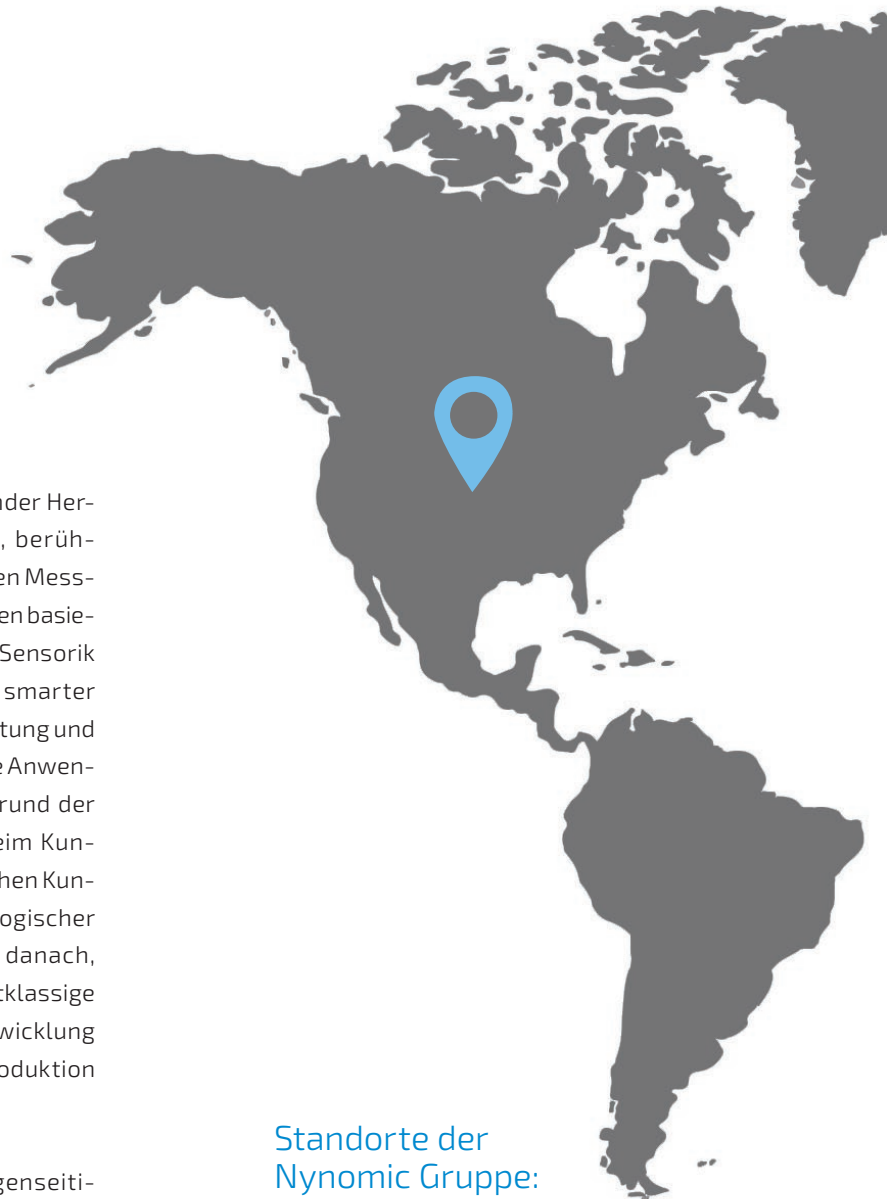 nder Her-
, berüh-
en Mess-
en basie-
Sensorik
smarter
tung und
e Anwen-
rund der
eim Kun-
hen Kun-
ogischer
danach,
tklassige
wicklung
oduktion
genseiti-
Standorte der
Nynomic Gruppe: